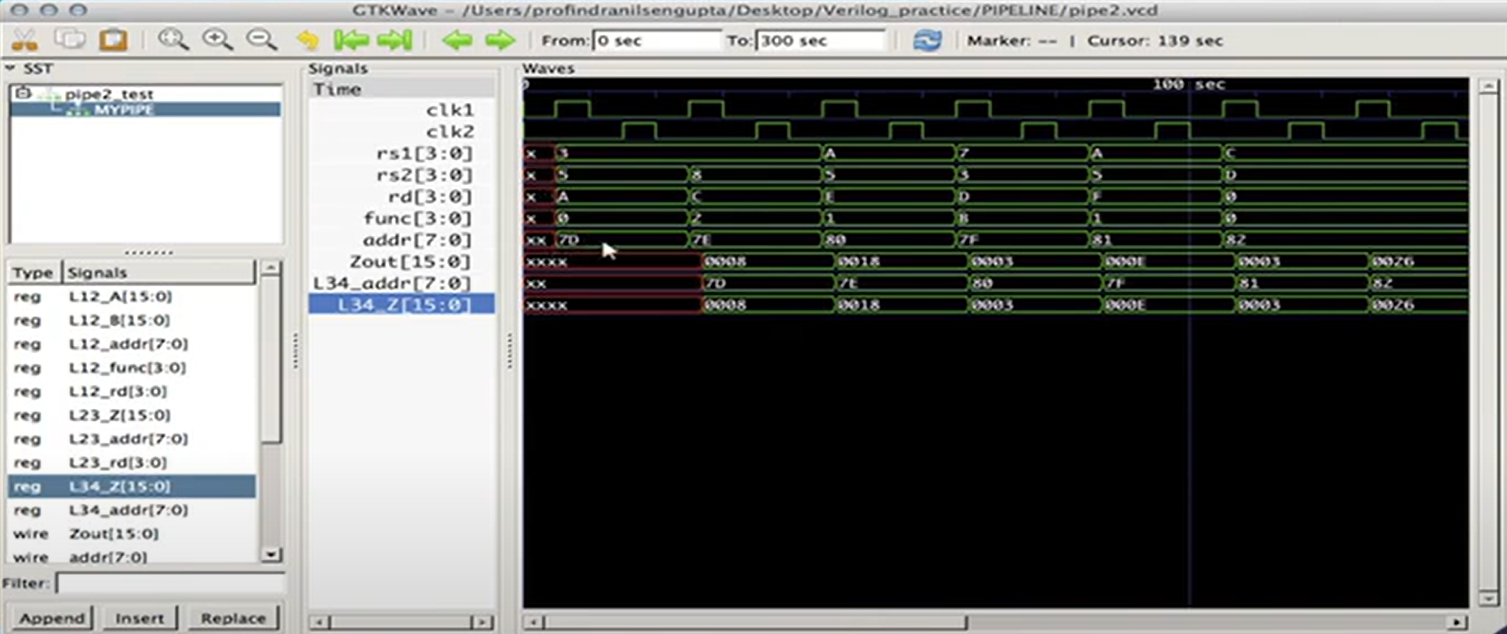 GTKWave - /Users/profindranilsengupta/Desktop/Verilog_practice/PIPELINE/pipe2.vcd
From: 0 sec To: 300 sec Marker: -- | Cursor: 139 sec
SST
pipe2_test
MYPIPE
Type Signals
reg L12_A[15:0)
reg L12_B[15:0)
reg L12_addr[7:0)
reg L12_func[3:0)
reg L12_rd[3:0)
reg L23_Z[15:0)
reg L23_addr[7:0)
reg L23_rd[3:0)
reg L34_Z[15:0)
reg L34_addr[7:0)
wire Zout[15:0)
wire addr[7:0)
Filter:
Append Insert Replace
Signals
Time
clk1
clk2
rs1[3:0]
rs2[3:0]
rd[3:0]
func[3:0]
addr[7:0]
Zout[15:0]
L34_addr[7:0]
L34_Z[15:0]
Waves
0 100 sec
x 3 A 7 A C
x 5 8 5 3 5 D
x A C E D F 0
x 0 2 1 B 1 0
xx 7D 7E 80 7F 81 82
xxxx 0008 0018 0003 000E 0003 0026
xx 7D 7E 80 7F 81 82
xxxx 0008 0018 0003 000E 0003 0026